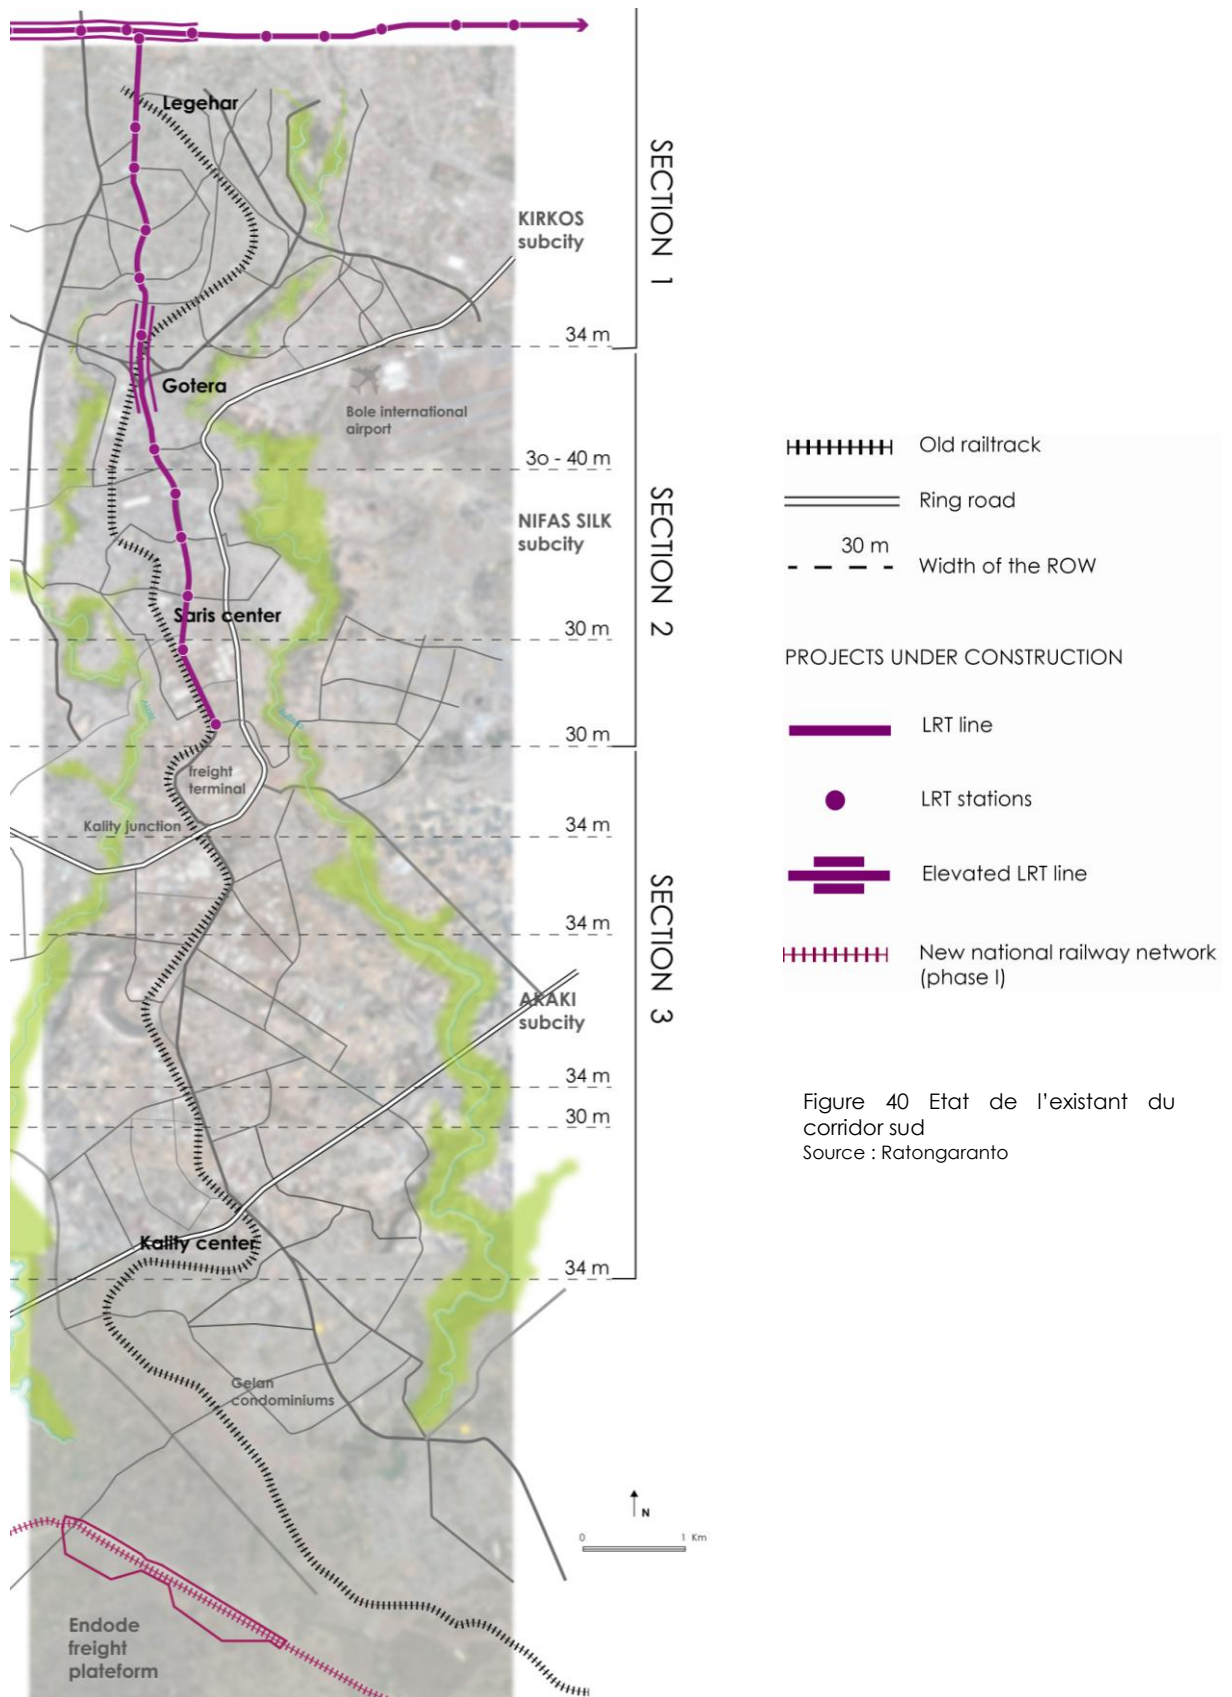 Legehar
SECTION 1
KIRKOS
subcity
34 m
Gotera
Bole international
airport
3o - 40 m
SECTION 2
NIFAS SILK
subcity
Saris center
30 m
30 m
freight
terminal
Kality junction
34 m
SECTION 3
34 m
AKAKI
subcity
34 m
30 m
Kality center
34 m
Gelan
condominiums
N
0 1 Km
Endode
freight
plateform
Old railtrack
Ring road
30 m
Width of the ROW
PROJECTS UNDER CONSTRUCTION
LRT line
LRT stations
Elevated LRT line
New national railway network
(phase I)
Figure 40 Etat de l'existant du
corridor sud
Source : Ratongaranto